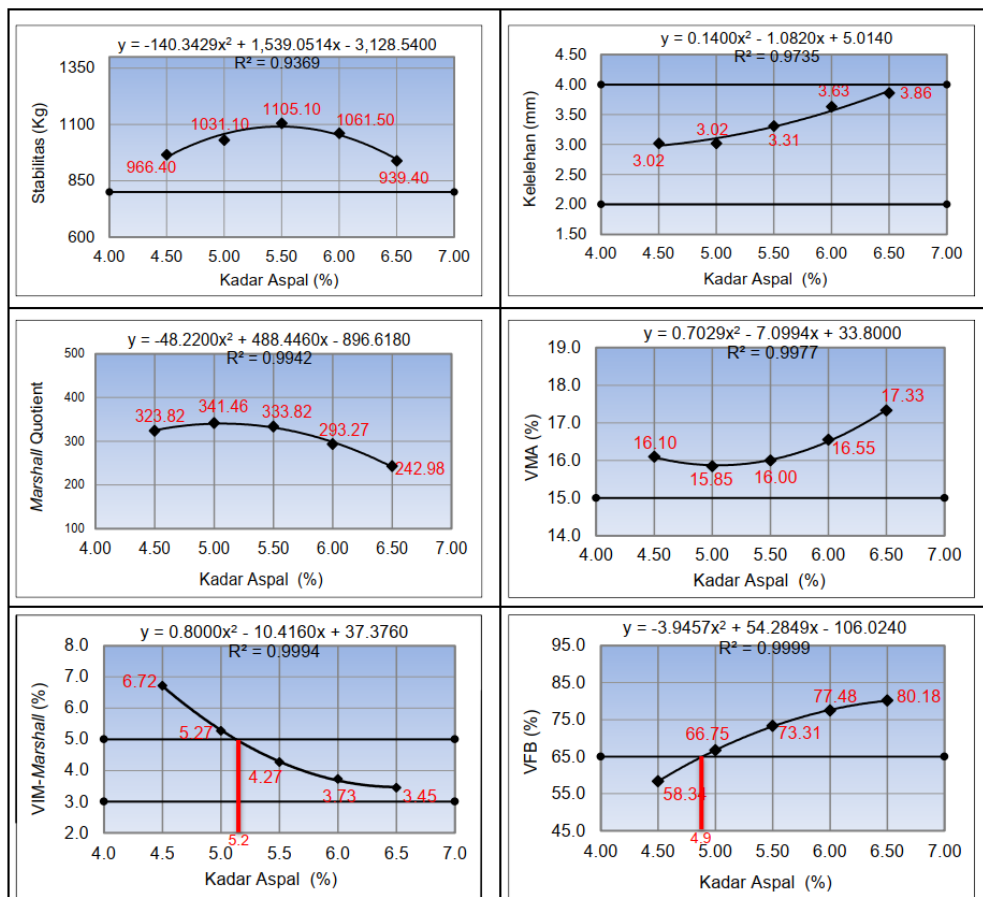 y = -140.3429x² + 1,539.0514x - 3,128.5400
R² = 0.9369
Stabilitas (Kg)
1350
1100
850
600
966.40
1031.10
1105.10
1061.50
939.40
4.00 4.50 5.00 5.50 6.00 6.50 7.00
Kadar Aspal (%)
y = 0.1400x² - 1.0820x + 5.0140
R² = 0.9735
Kelelehan (mm)
4.50
4.00
3.50
3.00
2.50
2.00
1.50
3.02
3.02
3.31
3.63
3.86
4.00 4.50 5.00 5.50 6.00 6.50 7.00
Kadar Aspal (%)
y = -48.2200x² + 488.4460x - 896.6180
R² = 0.9942
Marshall Quotient
500
400
300
200
100
323.82
341.46
333.82
293.27
242.98
4.00 4.50 5.00 5.50 6.00 6.50 7.00
Kadar Aspal (%)
y = 0.7029x² - 7.0994x + 33.8000
R² = 0.9977
VMA (%)
19.0
18.0
17.0
16.0
15.0
14.0
16.10
15.85
16.00
16.55
17.33
4.00 4.50 5.00 5.50 6.00 6.50 7.00
Kadar Aspal (%)
y = 0.8000x² - 10.4160x + 37.3760
R² = 0.9994
VIM-Marshall (%)
8.0
7.0
6.0
5.0
4.0
3.0
2.0
6.72
5.27
4.27
3.73
3.45
5.2
4.0 4.5 5.0 5.5 6.0 6.5 7.0
Kadar Aspal (%)
y = -3.9457x² + 54.2849x - 106.0240
R² = 0.9999
VFB (%)
95.0
85.0
75.0
65.0
55.0
45.0
58.34
66.75
73.31
77.48
80.18
4.9
4.00 4.50 5.00 5.50 6.00 6.50 7.00
Kadar Aspal (%)